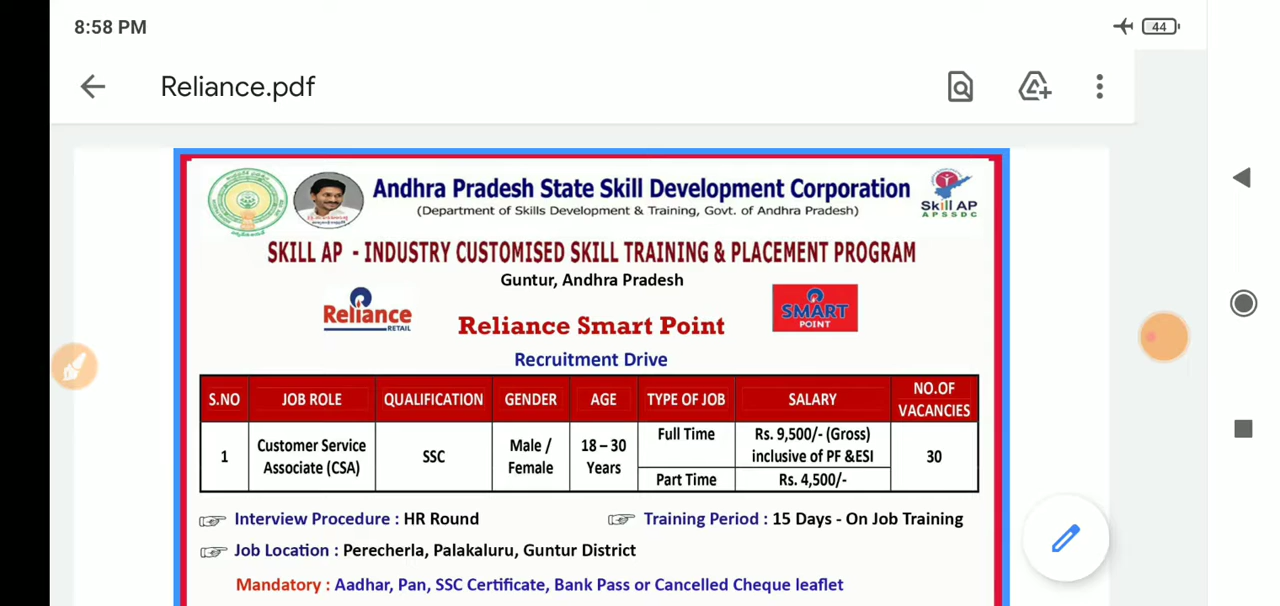 8:58 PM
44
Reliance.pdf
Andhra Pradesh State Skill Development Corporation
(Department of Skills Development & Training, Govt. of Andhra Pradesh)
Skill AP
APSSDC
SKILL AP - INDUSTRY CUSTOMISED SKILL TRAINING & PLACEMENT PROGRAM
Guntur, Andhra Pradesh
Reliance
RETAIL
SMART
POINT
Reliance Smart Point
Recruitment Drive
S.NO JOB ROLE QUALIFICATION GENDER AGE TYPE OF JOB SALARY NO.OF VACANCIES
1 Customer Service Associate (CSA) SSC Male / Female 18 – 30 Years Full Time Rs. 9,500/- (Gross) inclusive of PF &ESI 30
Part Time Rs. 4,500/-
Interview Procedure : HR Round Training Period : 15 Days - On Job Training
Job Location : Perecherla, Palakaluru, Guntur District
Mandatory : Aadhar, Pan, SSC Certificate, Bank Pass or Cancelled Cheque leaflet